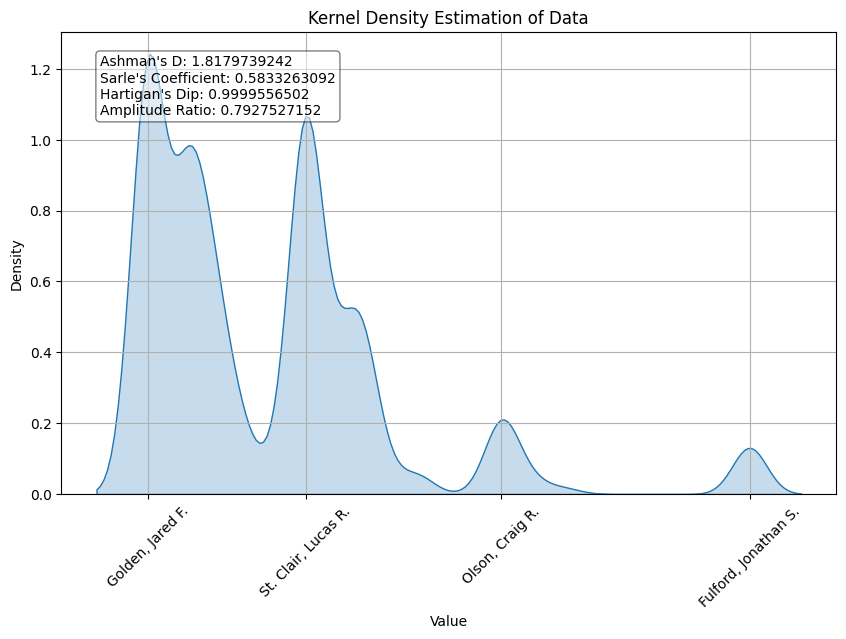 Kernel Density Estimation of Data
Ashman's D: 1.8179739242
Sarle's Coefficient: 0.5833263092
Hartigan's Dip: 0.9999556502
Amplitude Ratio: 0.7927527152
1.2
1.0
0.8
0.6
0.4
0.2
0.0
Density
Golden, Jared F.
St. Clair, Lucas R.
Olson, Craig R.
Fulford, Jonathan S.
Value